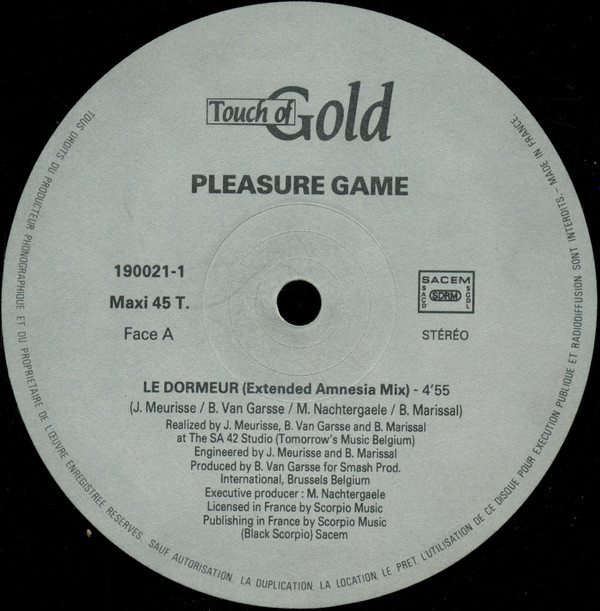 Touch of Gold
PLEASURE GAME
190021-1
Maxi 45 T.
Face A
SACEM
SACD
SDRM
SCDL
STÉRÉO
LE DORMEUR (Extended Amnesia Mix) - 4'55
(J. Meurisse / B. Van Garsse / M. Nachtergaele / B. Marissal)
Realized by J. Meurisse, B. Van Garsse and B. Marissal
at The SA 42 Studio (Tomorrow's Music Belgium)
Engineered by J. Meurisse and B. Marissal
Produced by B. Van Garsse for Smash Prod.
International, Brussels Belgium
Executive producer : M. Nachtergaele
Licensed in France by Scorpio Music
Publishing in France by Scorpio Music
(Black Scorpio) Sacem
TOUS DROITS DU PRODUCTEUR PHONOGRAPHIQUE ET DU PROPRIETAIRE DE L'ŒUVRE ENREGISTREE RESERVES. SAUF AUTORISATION, LA DUPLICATION, LA LOCATION, LE PRET, L'UTILISATION DE CE DISQUE POUR EXECUTION PUBLIQUE ET RADIODIFFUSION SONT INTERDITS. - MADE IN FRANCE.